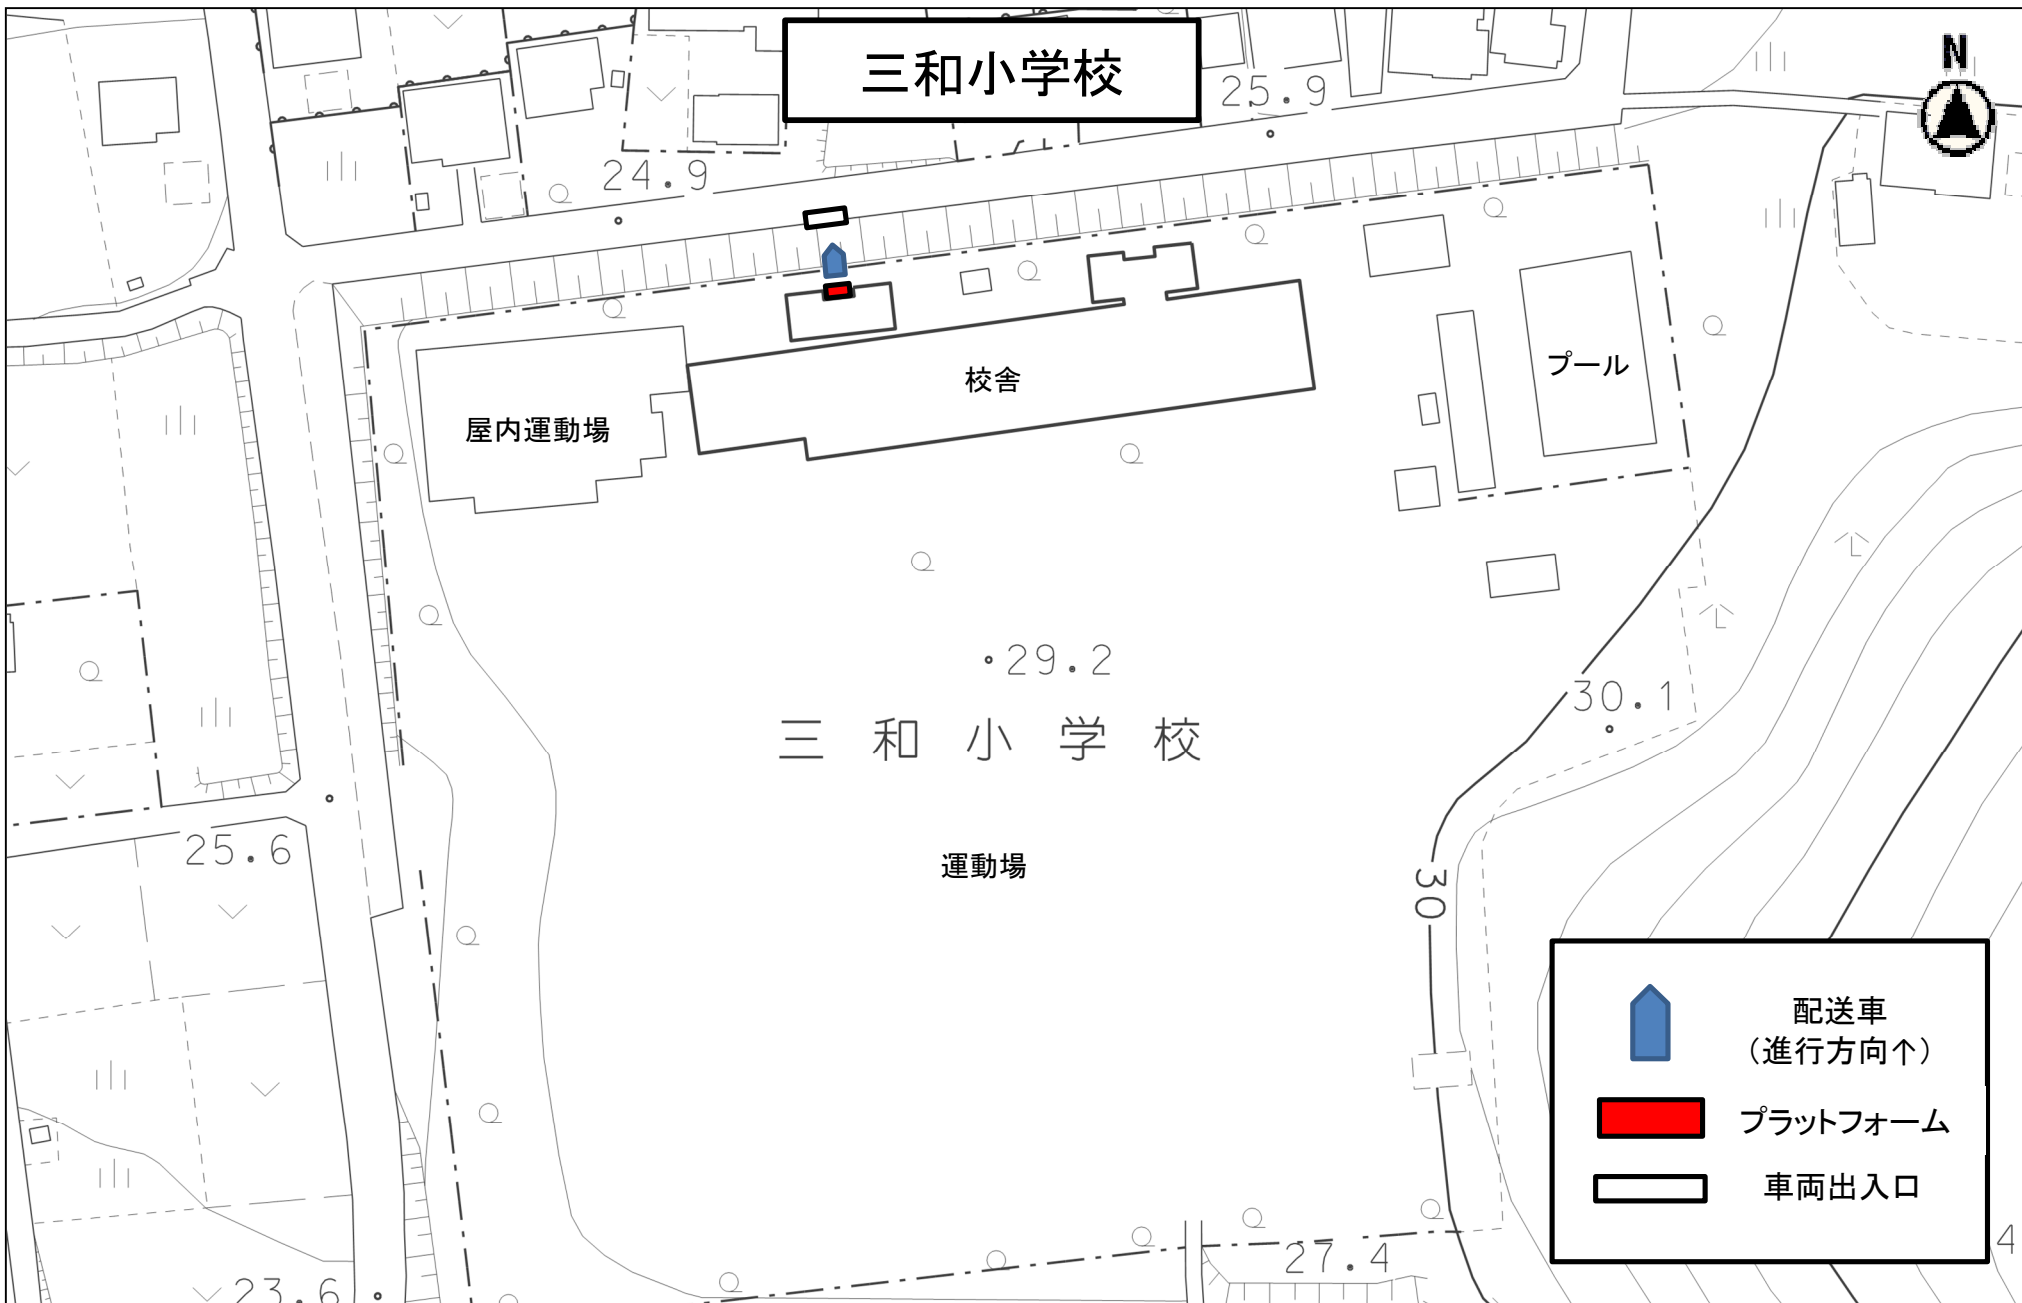 三和小学校
N
25.9
24.9
校舎
プール
屋内運動場
29.2
30.1
三和小学校
25.6
運動場
30
配送車
（進行方向↑）
プラットフォーム
車両出入口
27.4
4
23.6